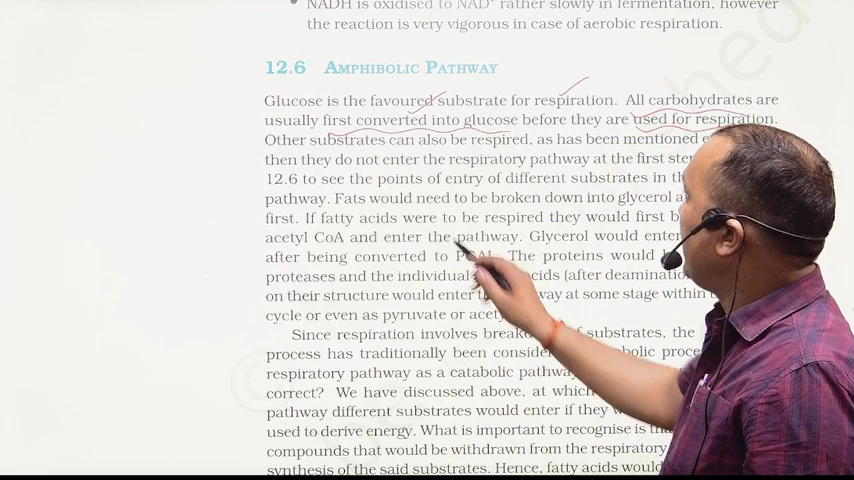 NADH is oxidised to NAD⁺ rather slowly in fermentation, however
the reaction is very vigorous in case of aerobic respiration.
12.6 AMPHIBOLIC PATHWAY
Glucose is the favoured substrate for respiration. All carbohydrates are
usually first converted into glucose before they are used for respiration.
Other substrates can also be respired, as has been mentioned
then they do not enter the respiratory pathway at the first
12.6 to see the points of entry of different substrates in
pathway. Fats would need to be broken down into glycerol
first. If fatty acids were to be respired they would first
acetyl CoA and enter the pathway. Glycerol would enter
after being converted to PGAL. The proteins would
proteases and the individual acids (after
on their structure would enter at some stage within
cycle or even as pyruvate or
Since respiration involves of substrates, the
process has traditionally been
respiratory pathway as a catabolic
correct? We have discussed above, at which
pathway different substrates would enter if they
used to derive energy. What is important to recognise is
compounds that would be withdrawn from the respiratory
synthesis of the said substrates. Hence, fatty acids would